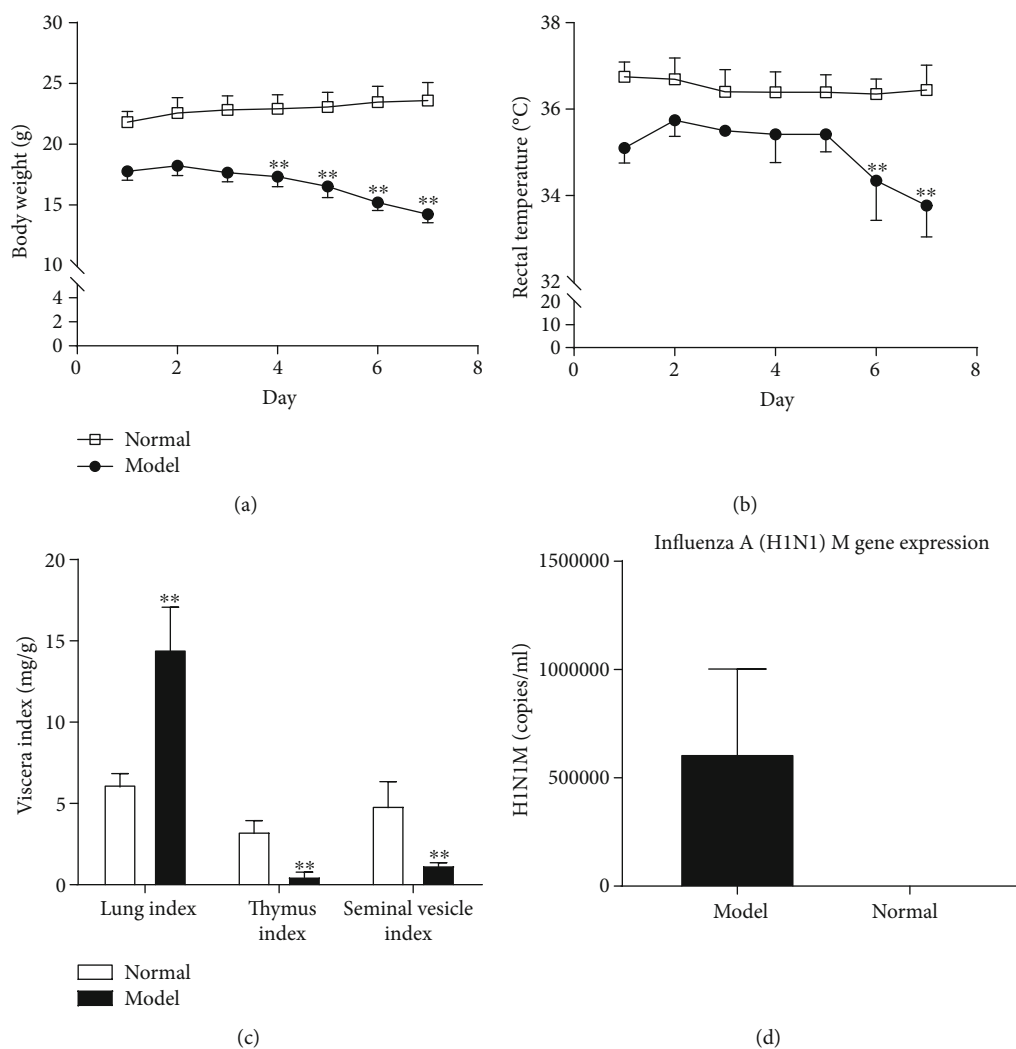 30
25
20
15
10
4
2
0
Body weight (g)
**
**
**
**
0
2
4
6
8
Day
Normal
Model
(a)
38
36
34
32
20
10
0
Rectal temperature (°C)
**
**
0
2
4
6
8
Day
(b)
20
15
10
5
0
Viscera index (mg/g)
**
**
**
Lung index
Thymus
index
Seminal vesicle
index
Normal
Model
(c)
Influenza A (H1N1) M gene expression
1500000
1000000
500000
0
H1N1M (copies/ml)
Model
Normal
(d)